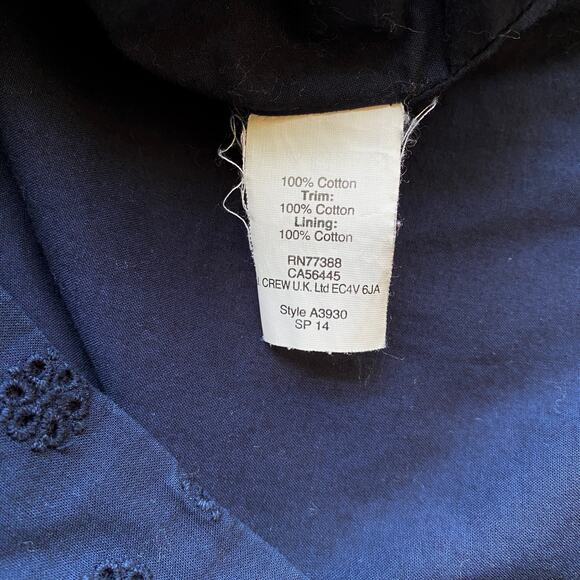 100% Cotton
Trim:
100% Cotton
Lining:
100% Cotton
RN77388
CA56445
J. CREW U.K. Ltd EC4V 6JA
Style A3930
SP 14